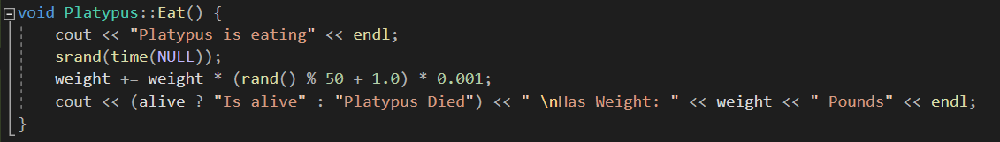 void Platypus::Eat() {
cout << "Platypus is eating" << endl;
srand(time(NULL));
weight += weight * (rand() % 50 + 1.0) * 0.001;
cout << (alive ? "Is alive" : "Platypus Died") << " \nHas Weight: " << weight << " Pounds" << endl;
}